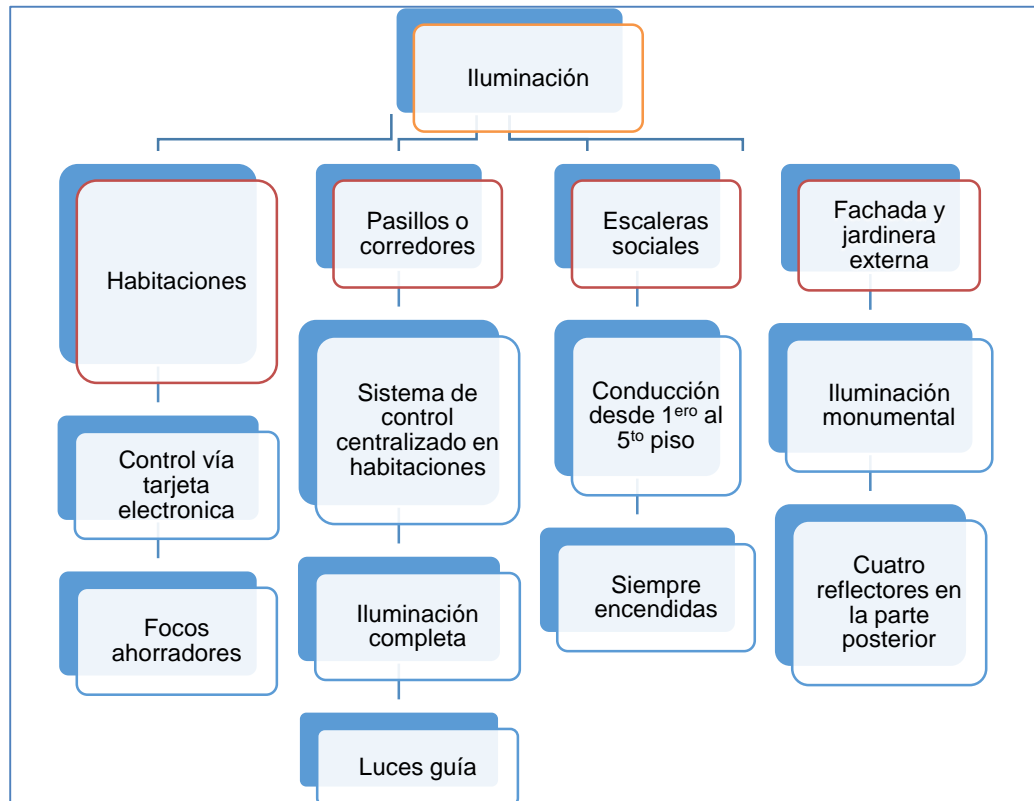 Iluminación
Habitaciones
Control vía
tarjeta
electronica
Focos
ahorradores
Pasillos o
corredores
Sistema de
control
centralizado en
habitaciones
Iluminación
completa
Luces guía
Escaleras
sociales
Conducción
desde 1ero al
5to piso
Siempre
encendidas
Fachada y
jardinera
externa
Iluminación
monumental
Cuatro
reflectores en
la parte
posterior